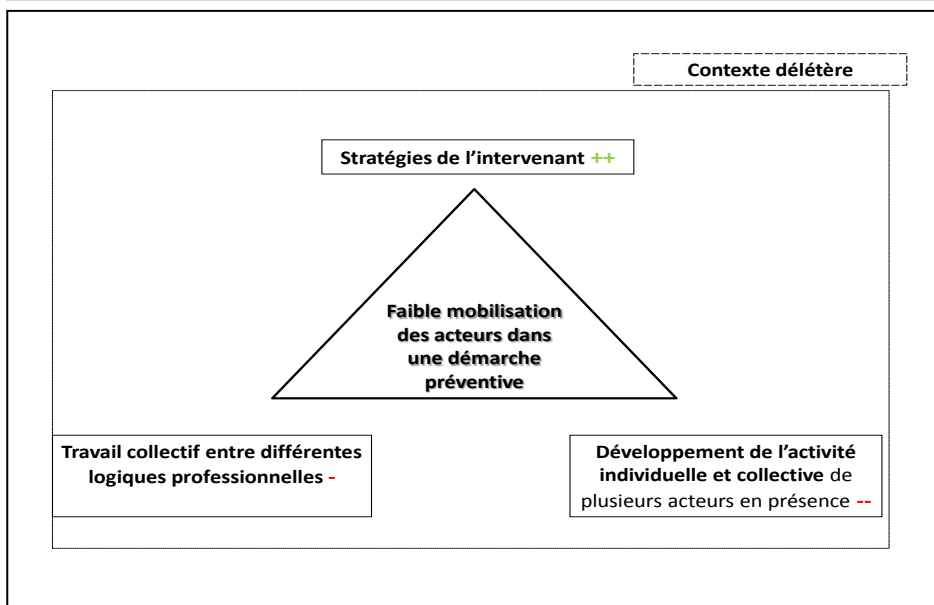 Contexte délétère
Stratégies de l’intervenant ++
Faible mobilisation
des acteurs dans
une démarche
préventive
Travail collectif entre différentes
logiques professionnelles -
Développement de l’activité
individuelle et collective de
plusieurs acteurs en présence --